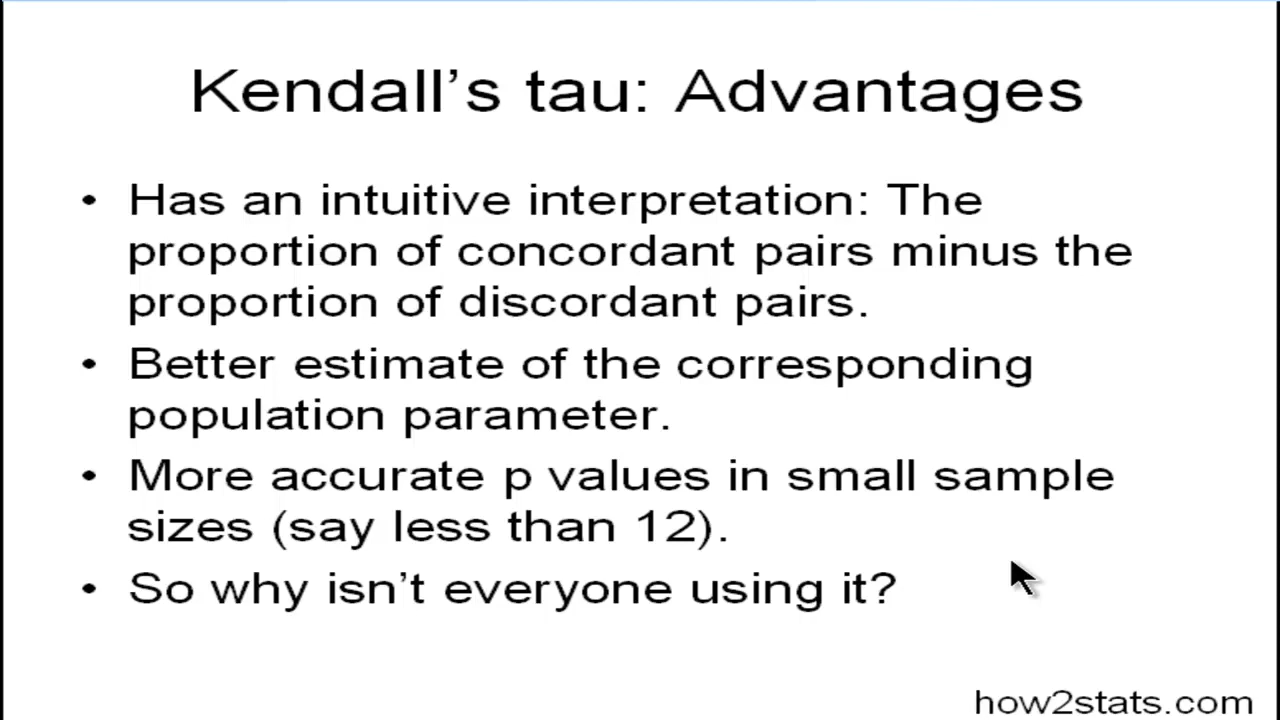 Kendall’s tau: Advantages
• Has an intuitive interpretation: The
proportion of concordant pairs minus the
proportion of discordant pairs.
• Better estimate of the corresponding
population parameter.
• More accurate p values in small sample
sizes (say less than 12).
• So why isn’t everyone using it?
how2stats.com